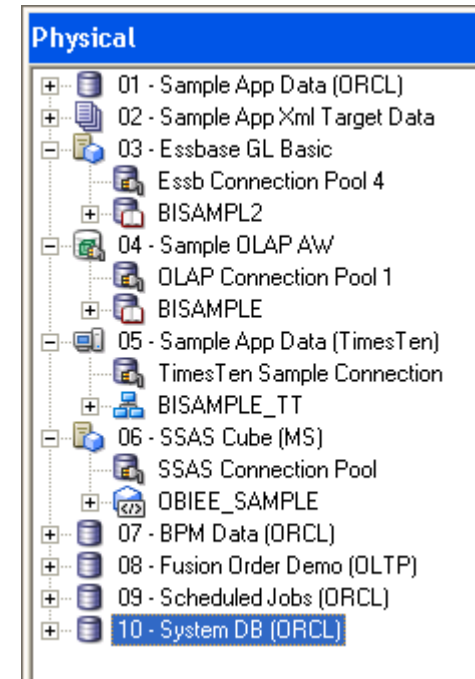 Physical
01 - Sample App Data (ORCL)
02 - Sample App Xml Target Data
03 - Essbase GL Basic
Essb Connection Pool 4
BISAMPL2
04 - Sample OLAP AW
OLAP Connection Pool 1
BISAMPLE
05 - Sample App Data (TimesTen)
TimesTen Sample Connection
BISAMPLE_TT
06 - SSAS Cube (MS)
SSAS Connection Pool
OBIEE_SAMPLE
07 - BPM Data (ORCL)
08 - Fusion Order Demo (OLTP)
09 - Scheduled Jobs (ORCL)
10 - System DB (ORCL)